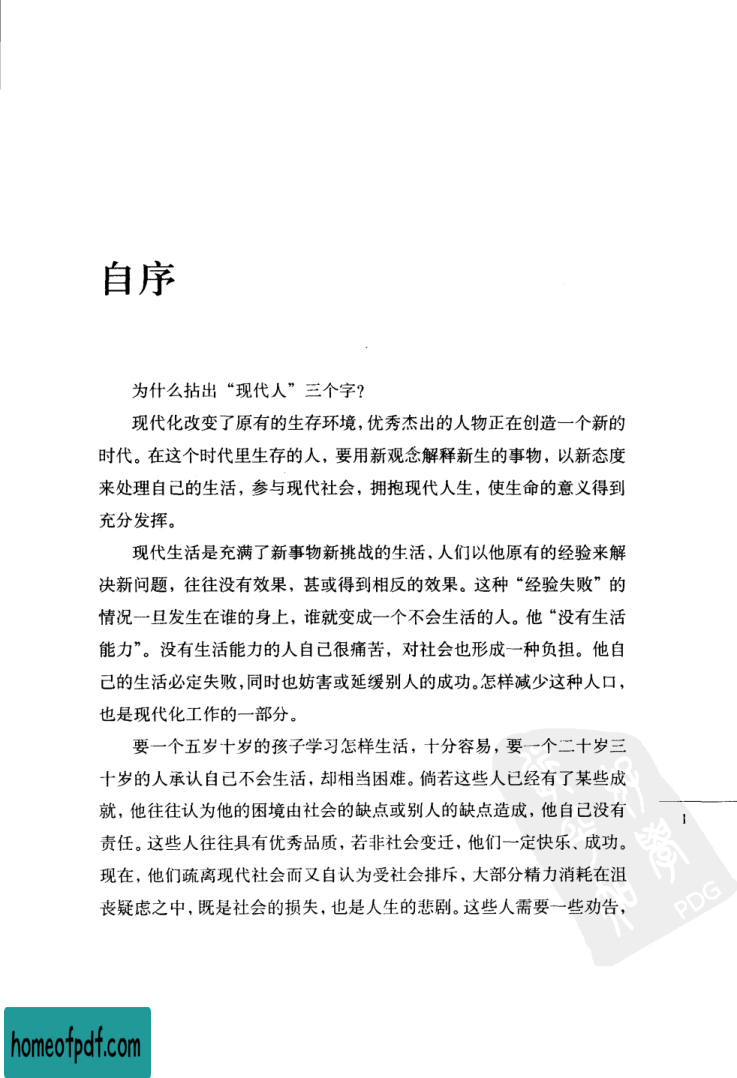 自序
为什么拈出“现代人”三个字?
现代化改变了原有的生存环境,优秀杰出的人物正在创造一个新的
时代。在这个时代里生存的人,要用新观念解释新生的事物,以新态度
来处理自己的生活,参与现代社会,拥抱现代人生,使生命的意义得到
充分发挥。
现代生活是充满了新事物新挑战的生活,人们以他原有的经验来解
决新问题,往往没有效果,甚或得到相反的效果。这种“经验失败”的
情况一旦发生在谁的身上,谁就变成一个不会生活的人。他“没有生活
能力”。没有生活能力的人自己很痛苦,对社会也形成一种负担。他自
己的生活必定失败,同时也妨害或延缓别人的成功。怎样减少这种人口,
也是现代化工作的一部分。
要一个五岁十岁的孩子学习怎样生活,十分容易,要一个二十岁三
十岁的人承认自己不会生活,却相当困难。倘若这些人已经有了某些成
就,他往往认为他的困境由社会的缺点或别人的缺点造成,他自己没有
责任。这些人往往具有优秀品质,若非社会变迁,他们一定快乐、成功。
现在,他们疏离现代社会而又自认为受社会排斥,大部分精力消耗在沮
丧疑虑之中,既是社会的损失,也是人生的悲剧。这些人需要一些劝告,
1
PDG
homeofpdf.com